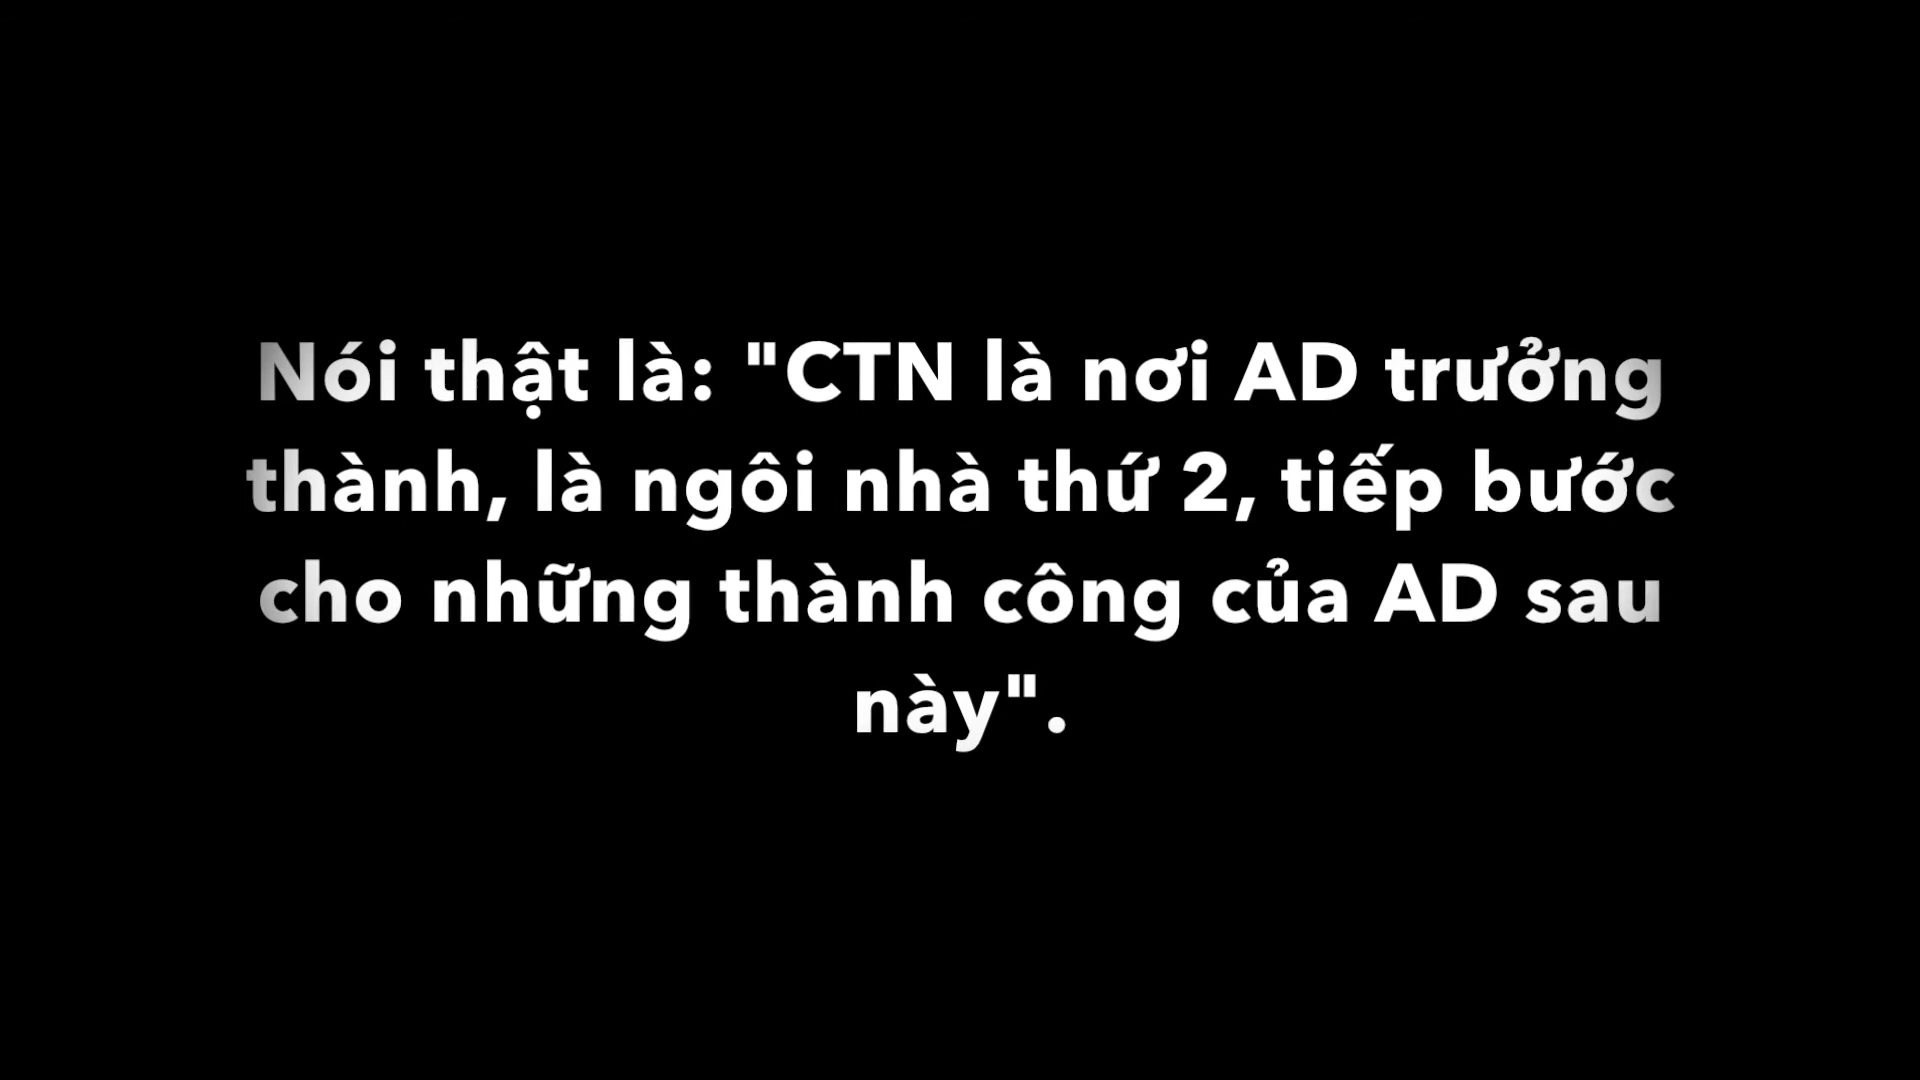 Nói thật là: "CTN là nơi AD trưởng
thành, là ngôi nhà thứ 2, tiếp bước
cho những thành công của AD sau
này".